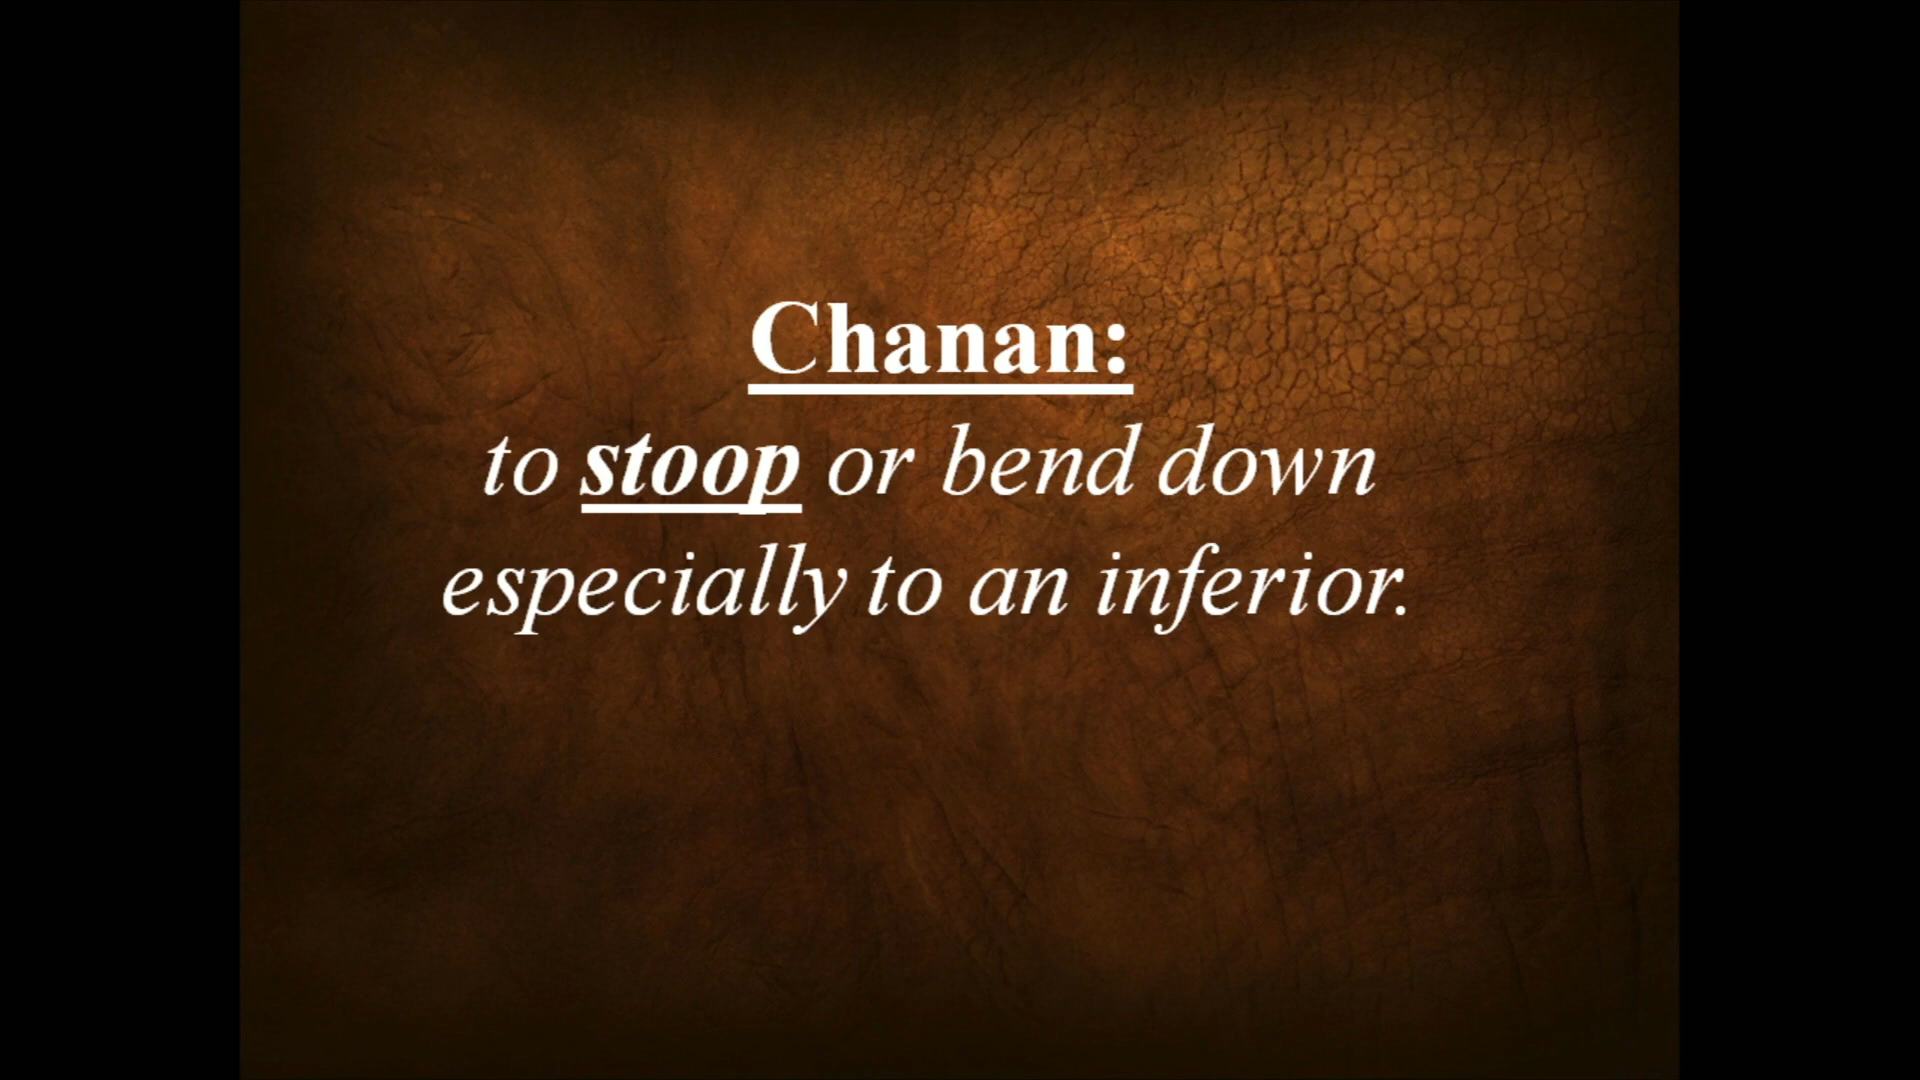 Chanan:
to stoop or bend down
especially to an inferior.